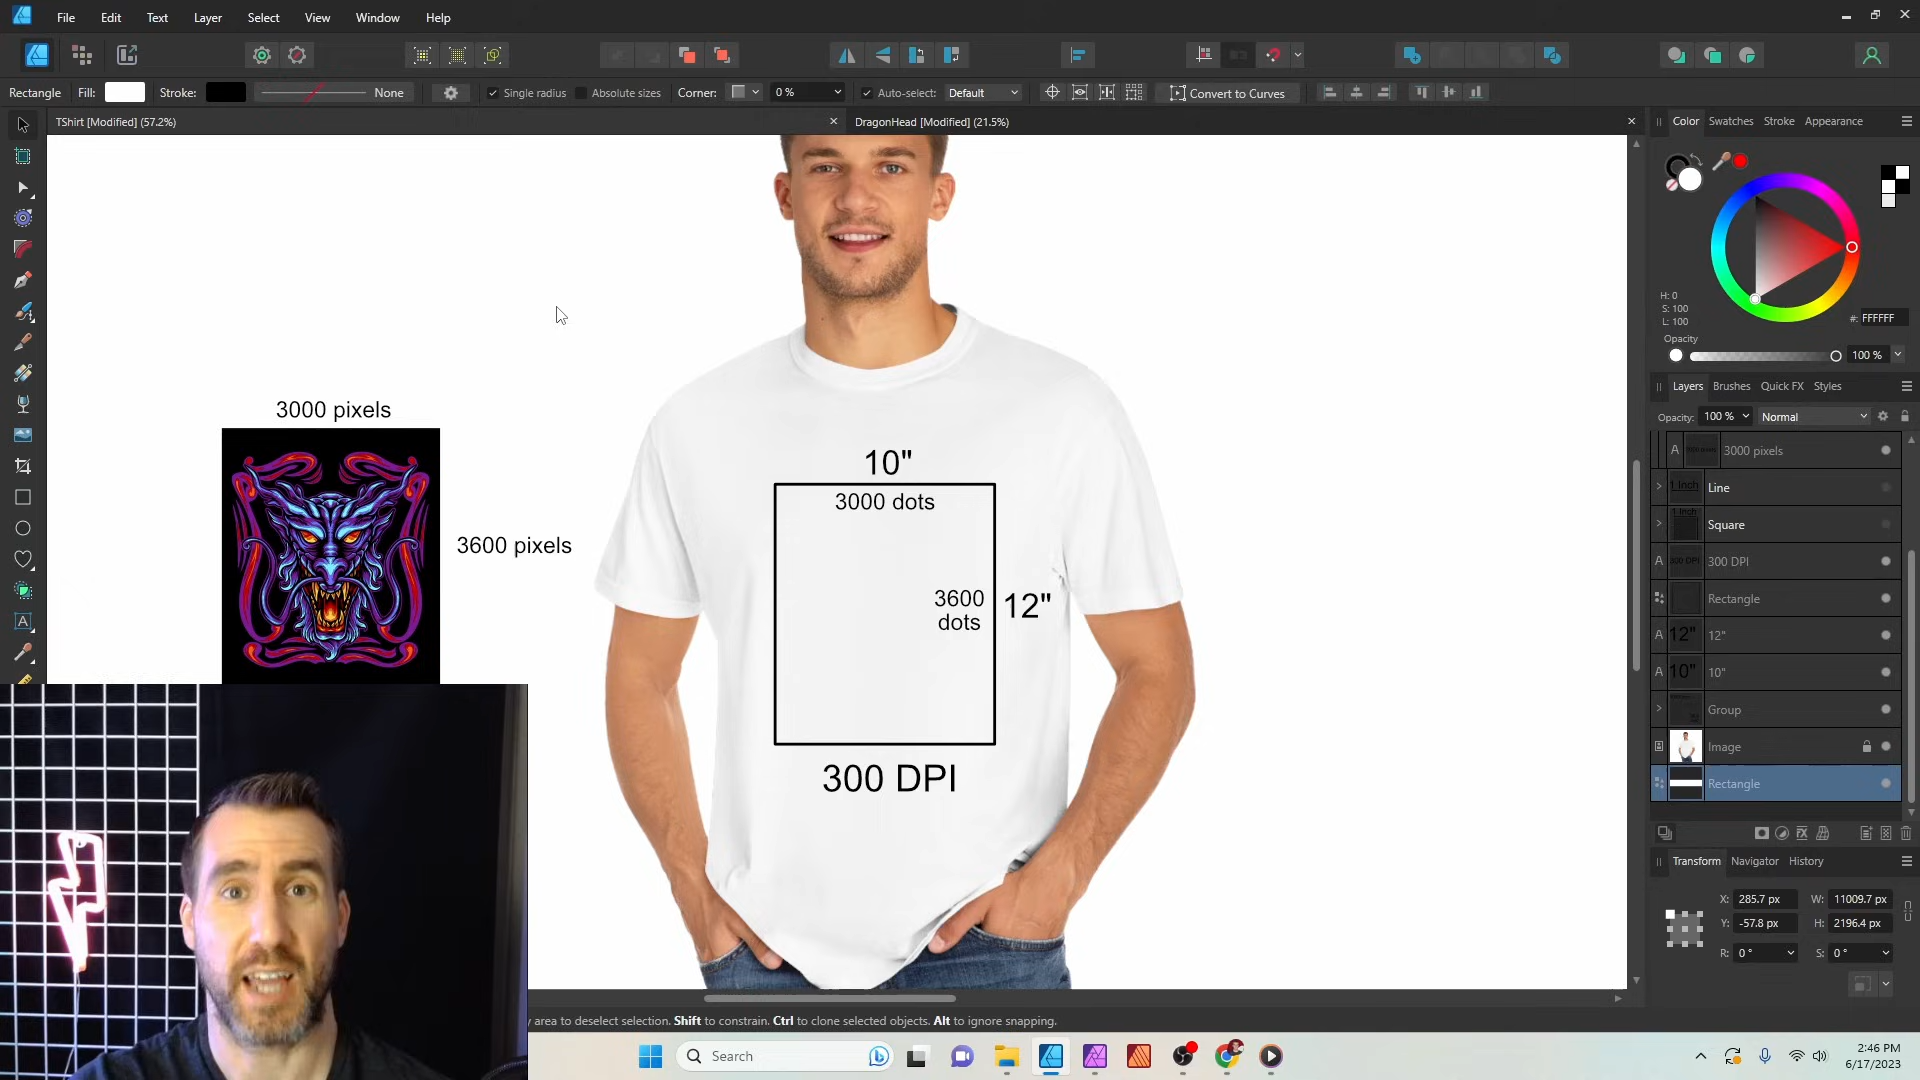 File Edit Text Layer Select View Window Help
Rectangle Fill: Stroke: None Single radius Absolute sizes Corner: 0 % Auto-select: Default Convert to Curves
TShirt [Modified] (57.2%)
DragonHead [Modified] (21.5%)
Color Swatches Stroke Appearance
H: 0
S: 100
L: 100
#: FFFFFF
Opacity
100 %
Layers Brushes Quick FX Styles
Opacity: 100 % Normal
A 3000 pixels
Line
Square
A 300 DPI
Rectangle
A 12" 12"
A 10" 10"
Group
Image
Rectangle
Transform Navigator History
X: 285.7 px W: 11009.7 px
Y: -57.8 px H: 2196.4 px
R: 0 ° S: 0 °
3000 pixels
3600 pixels
10"
3000 dots
3600
dots
12"
300 DPI
area to deselect selection. Shift to constrain. Ctrl to clone selected objects. Alt to ignore snapping.
Search
2:46 PM
6/17/2023